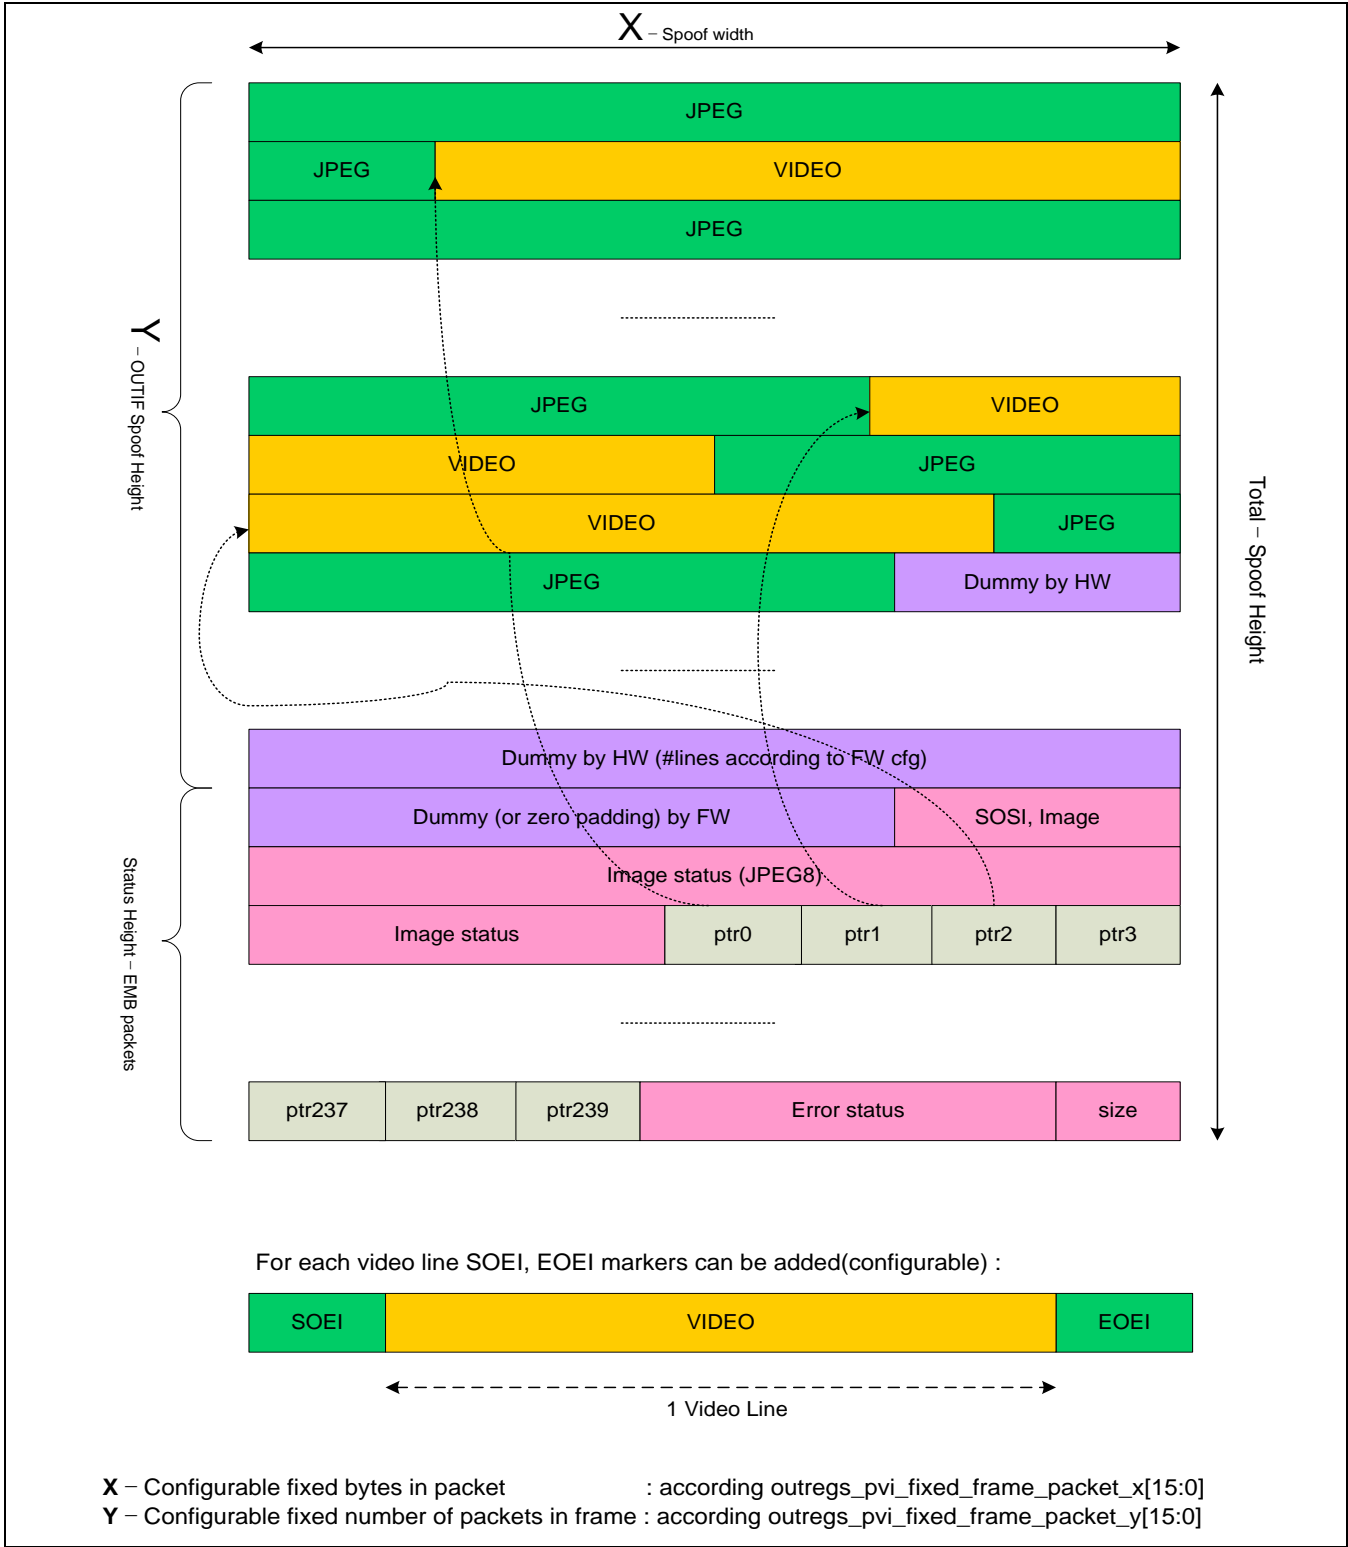 X – Spoof width
JPEG
JPEG VIDEO
JPEG
Y – OUTIF Spoof Height
JPEG VIDEO
VIDEO JPEG
VIDEO JPEG
JPEG Dummy by HW
Total – Spoof Height
Dummy by HW (#lines according to FW cfg)
Dummy (or zero padding) by FW SOSI, Image
Image status (JPEG8)
Image status ptr0 ptr1 ptr2 ptr3
Status Height – EMB packets
ptr237 ptr238 ptr239 Error status size
For each video line SOEI, EOEI markers can be added(configurable) :
SOEI VIDEO EOEI
1 Video Line
X – Configurable fixed bytes in packet : according outregs_pvi_fixed_frame_packet_x[15:0]
Y – Configurable fixed number of packets in frame : according outregs_pvi_fixed_frame_packet_y[15:0]